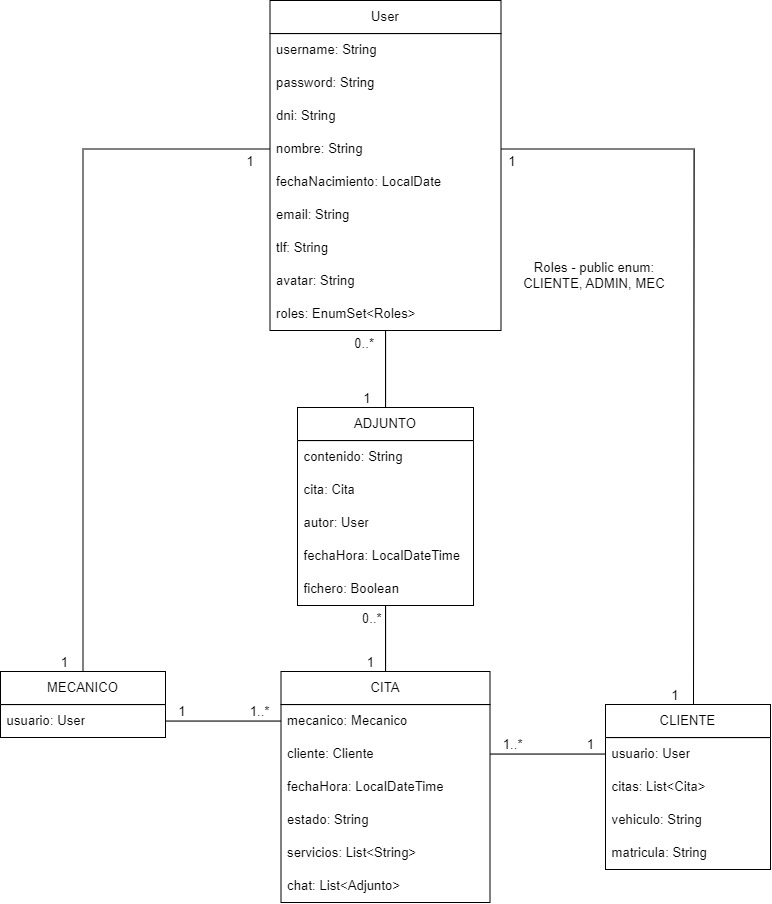 User
username: String
password: String
dni: String
nombre: String
fechaNacimiento: LocalDate
email: String
tlf: String
avatar: String
roles: EnumSet<Roles>
1
1
Roles - public enum:
CLIENTE, ADMIN, MEC
0..*
1
ADJUNTO
contenido: String
cita: Cita
autor: User
fechaHora: LocalDateTime
fichero: Boolean
0..*
1
1
MECANICO
usuario: User
1
1..*
CITA
mecanico: Mecanico
cliente: Cliente
fechaHora: LocalDateTime
estado: String
servicios: List<String>
chat: List<Adjunto>
1..*
1
1
CLIENTE
usuario: User
citas: List<Cita>
vehiculo: String
matricula: String